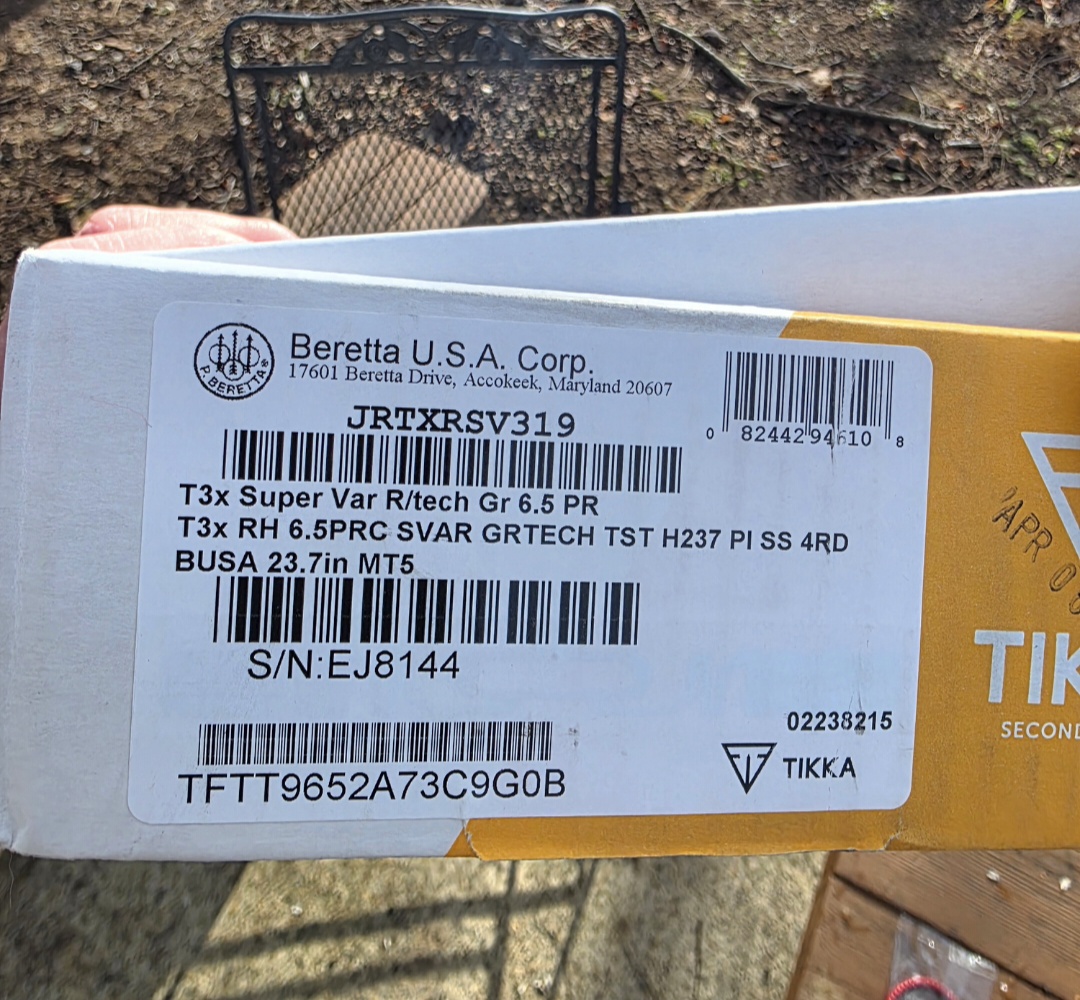 P. BERETTA
Beretta U.S.A. Corp.
17601 Beretta Drive, Accokeek, Maryland 20607
JRTXRSV319
0 82442 94610 8
T3x Super Var R/tech Gr 6.5 PR
T3x RH 6.5PRC SVAR GRTECH TST H237 PI SS 4RD
BUSA 23.7in MT5
S/N:EJ8144
TFTT9652A73C9G0B
02238215
TIKKA
APR 0
TIK
SECOND